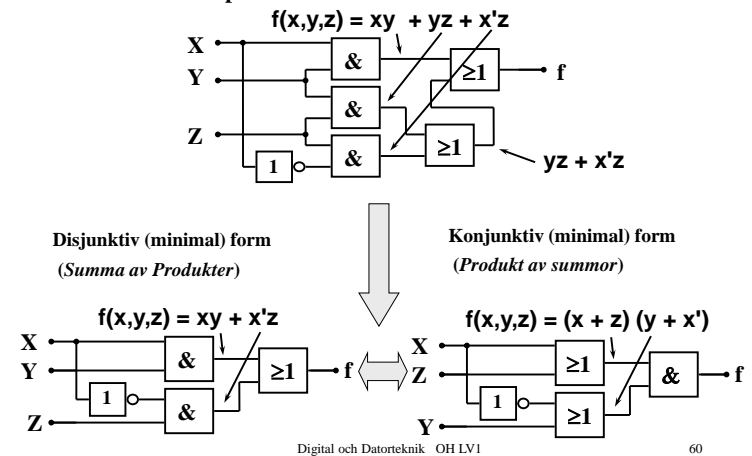 f(x,y,z) = xy + yz + x'z
X
&
Y
≥1
f
&
Z
≥1
&
1
yz + x'z
Disjunktiv (minimal) form
(Summa av Produkter)
Konjunktiv (minimal) form
(Produkt av summor)
f(x,y,z) = xy + x'z
X
&
Y
≥1
f
1
&
Z
f(x,y,z) = (x + z) (y + x')
X
≥1
Z
&
f
1
≥1
Y
Digital och Datorteknik OH LV1
60